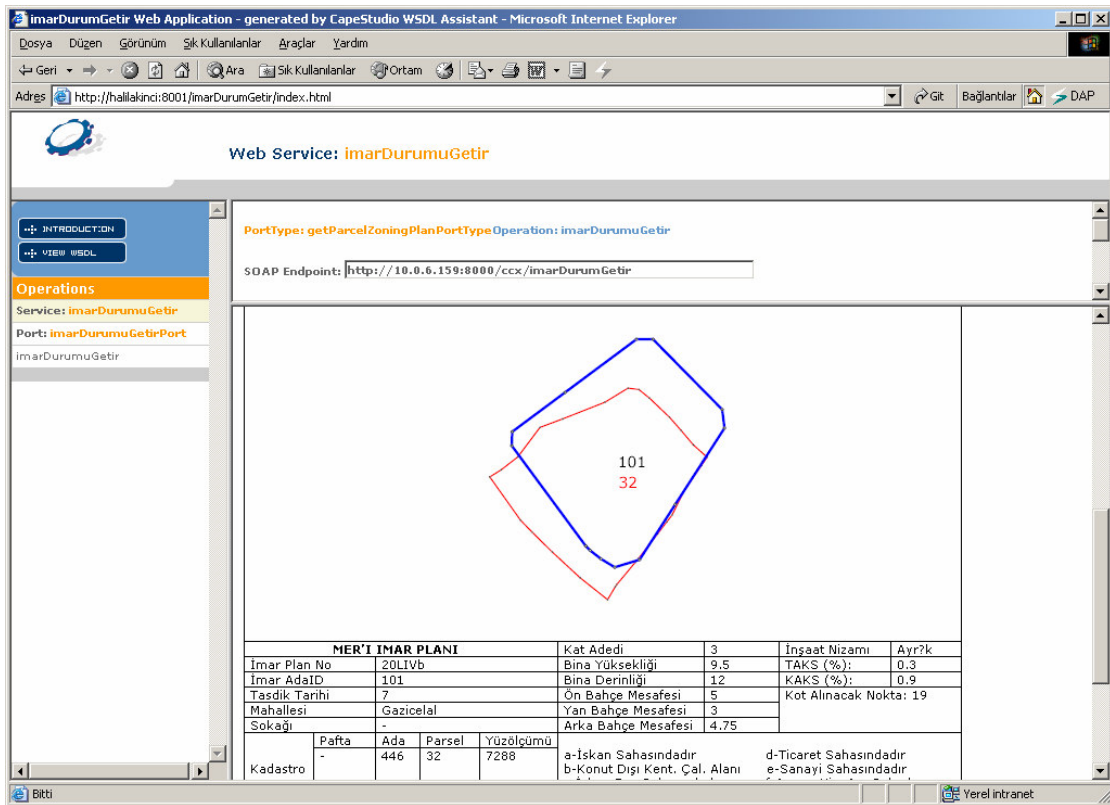 imarDurumGetir Web Application - generated by CapeStudio WSDL Assistant - Microsoft Internet Explorer
Dosya Düzen Görünüm Sık Kullanılanlar Araçlar Yardım
Geri Ara Sık Kullanılanlar Ortam
Adres http://halilakinci:8001/imarDurumGetir/index.html Git Bağlantılar DAP
Web Service: imarDurumuGetir
INTRODUCTION
VIEW WSDL
Operations
Service: imarDurumuGetir
Port: imarDurumuGetirPort
imarDurumuGetir
PortType: getParcelZoningPlanPortTypeOperation: imarDurumuGetir
SOAP Endpoint: http://10.0.6.159:8000/ccx/imarDurumGetir
101
32
MER'I IMAR PLANI Kat Adedi 3 İnşaat Nizamı Ayr?k
İmar Plan No 20LIVb Bina Yüksekliği 9.5 TAKS (%): 0.3
İmar AdaID 101 Bina Derinliği 12 KAKS (%): 0.9
Tasdik Tarihi 7 Ön Bahçe Mesafesi 5 Kot Alınacak Nokta: 19
Mahallesi Gazicelal Yan Bahçe Mesafesi 3
Sokağı - Arka Bahçe Mesafesi 4.75
Pafta Ada Parsel Yüzölçümü
- 446 32 7288 a-İskan Sahasındadır d-Ticaret Sahasındadır
Kadastro b-Konut Dışı Kent. Çal. Alanı e-Sanayi Sahasındadır
Bitti Yerel intranet